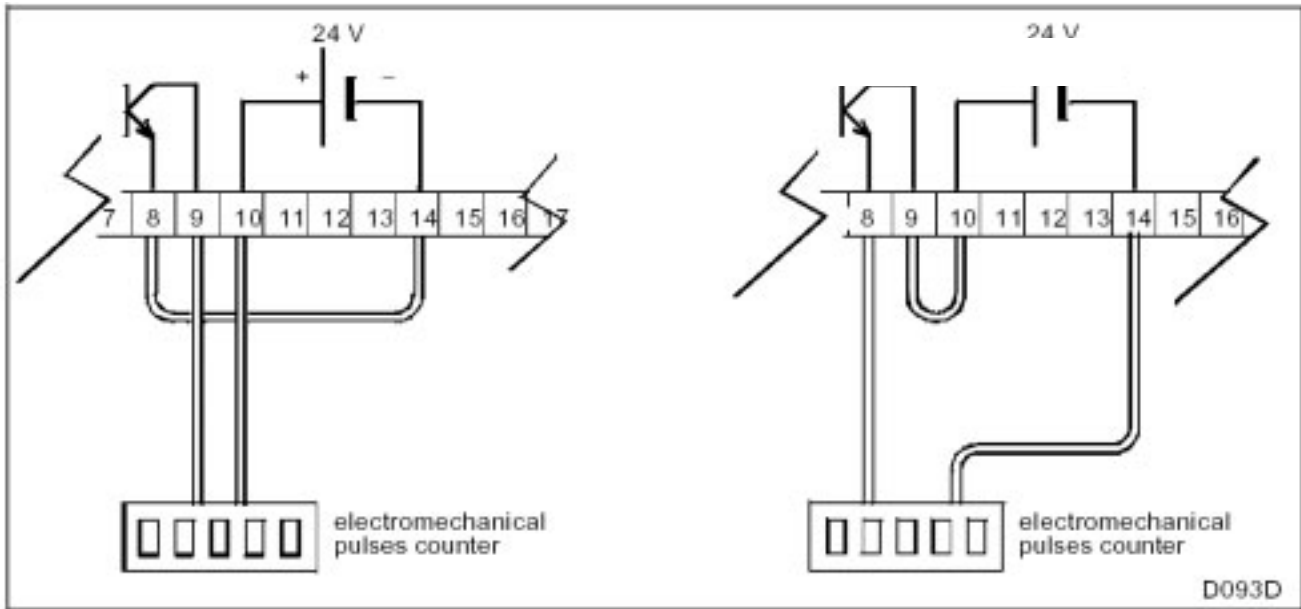 24 V
+ –
7 8 9 10 11 12 13 14 15 16 17
electromechanical
pulses counter
24 V
8 9 10 11 12 13 14 15 16
electromechanical
pulses counter
D093D